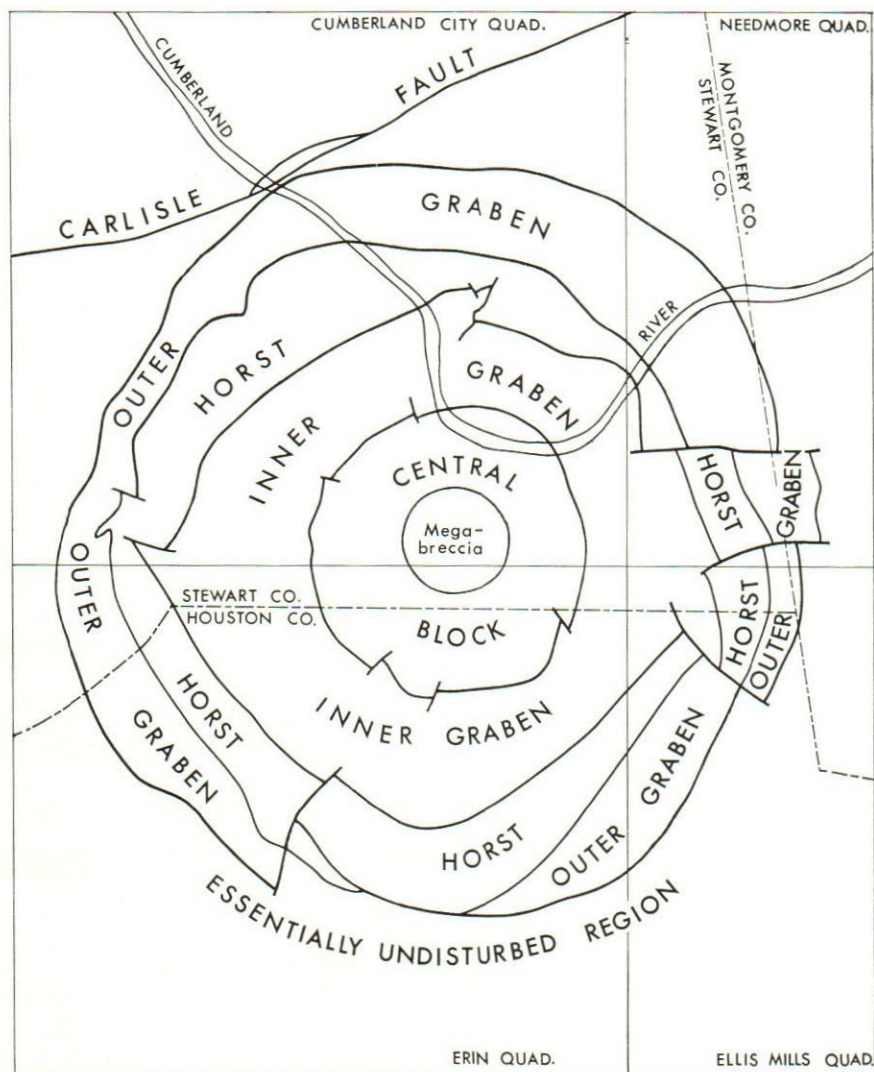 CUMBERLAND CITY QUAD.
NEEDMORE QUAD.
CUMBERLAND
FAULT
MONTGOMERY CO.
STEWART CO.
CARLISLE
GRABEN
RIVER
OUTER
HORST
GRABEN
INNER
CENTRAL
HORST
GRABEN
Mega-
breccia
OUTER
STEWART CO.
HOUSTON CO.
BLOCK
HORST
OUTER
HORST
INNER GRABEN
GRABEN
HORST
OUTER GRABEN
ESSENTIALLY UNDISTURBED REGION
ERIN QUAD.
ELLIS MILLS QUAD.